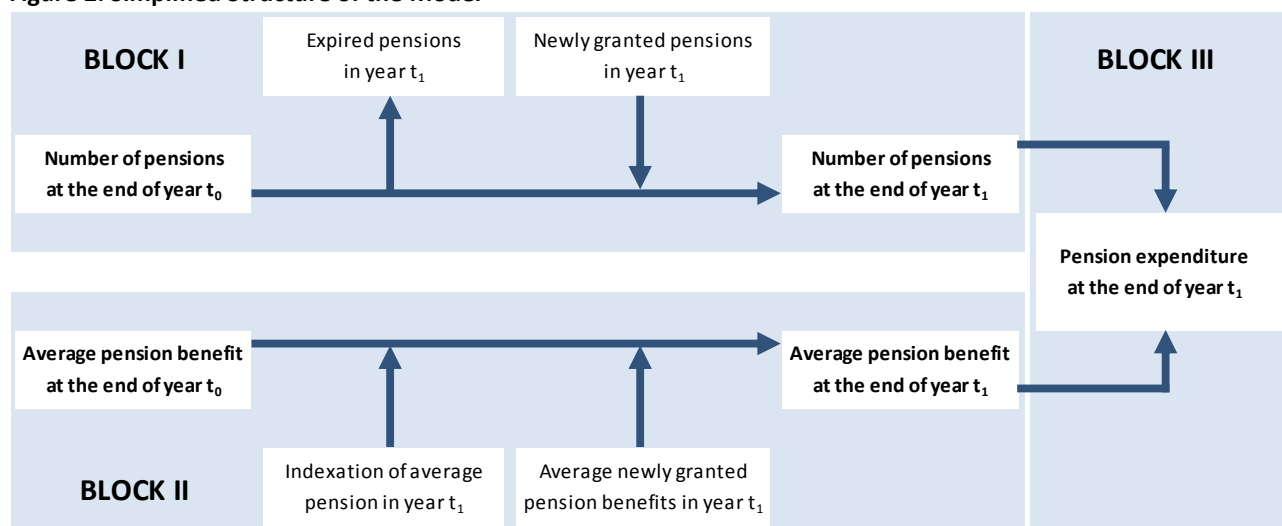 Simplified structure of the Model
BLOCK I
Expired pensions
in year t₁
Newly granted pensions
in year t₁
BLOCK III
Number of pensions
at the end of year t₀
Number of pensions
at the end of year t₁
Pension expenditure
at the end of year t₁
Average pension benefit
at the end of year t₀
Average pension benefit
at the end of year t₁
BLOCK II
Indexation of average
pension in year t₁
Average newly granted
pension benefits in year t₁